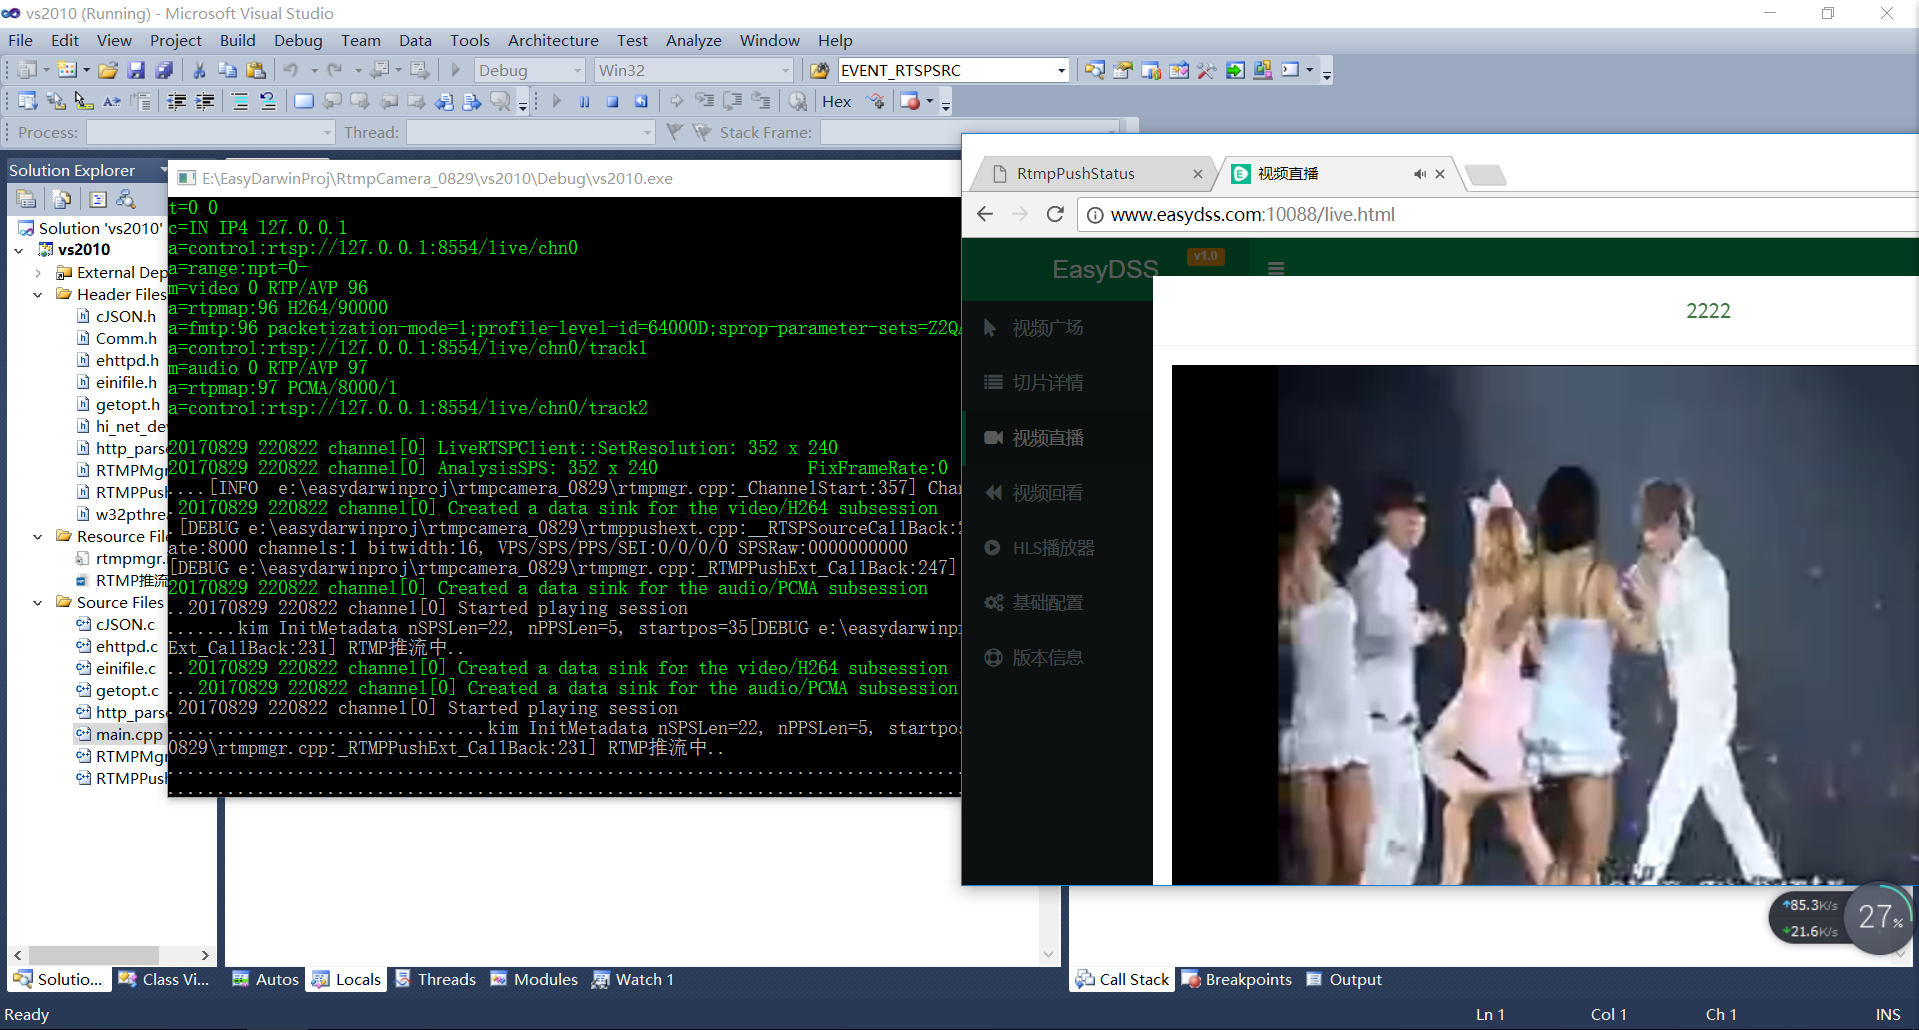 vs2010 (Running) - Microsoft Visual Studio
File Edit View Project Build Debug Team Data Tools Architecture Test Analyze Window Help
Debug Win32 EVENT_RTSPSRC
Hex
Process: Thread: Stack Frame:
Solution Explorer
Solution 'vs2010'
vs2010
External Dep
Header Files
cJSON.h
Comm.h
ehttpd.h
einifile.h
getopt.h
hi_net_de
http_parse
RTMPMgr
RTMPPush
w32pthre
Resource File
rtmpmgr.
RTMP推流
Source Files
cJSON.c
ehttpd.c
einifile.c
getopt.c
http_parse
main.cpp
RTMPMgr
RTMPPush
E:\EasyDarwinProj\RtmpCamera_0829\vs2010\Debug\vs2010.exe
t=0 0
c=IN IP4 127.0.0.1
a=control:rtsp://127.0.0.1:8554/live/chn0
a=range:npt=0-
m=video 0 RTP/AVP 96
a=rtpmap:96 H264/90000
a=fmtp:96 packetization-mode=1;profile-level-id=64000D;sprop-parameter-sets=Z2QA
a=control:rtsp://127.0.0.1:8554/live/chn0/track1
m=audio 0 RTP/AVP 97
a=rtpmap:97 PCMA/8000/1
a=control:rtsp://127.0.0.1:8554/live/chn0/track2
20170829 220822 channel[0] LiveRTSPClient::SetResolution: 352 x 240
20170829 220822 channel[0] AnalysisSPS: 352 x 240 FixFrameRate:0
....[INFO e:\easydarwinproj\rtmpcamera_0829\rtmpmgr.cpp:_ChannelStart:357] Chan
.20170829 220822 channel[0] Created a data sink for the video/H264 subsession
.[DEBUG e:\easydarwinproj\rtmpcamera_0829\rtmppushext.cpp:__RTSPSourceCallBack:
ate:8000 channels:1 bitwidth:16, VPS/SPS/PPS/SEI:0/0/0/0 SPSRaw:0000000000
[DEBUG e:\easydarwinproj\rtmpcamera_0829\rtmpmgr.cpp:_RTMPPushExt_CallBack:247]
20170829 220822 channel[0] Created a data sink for the audio/PCMA subsession
..20170829 220822 channel[0] Started playing session
.......kim InitMetadata nSPSLen=22, nPPSLen=5, startpos=35[DEBUG e:\easydarwinpr
Ext_CallBack:231] RTMP推流中..
..20170829 220822 channel[0] Created a data sink for the video/H264 subsession
...20170829 220822 channel[0] Created a data sink for the audio/PCMA subsession
.20170829 220822 channel[0] Started playing session
................................kim InitMetadata nSPSLen=22, nPPSLen=5, startpos
0829\rtmpmgr.cpp:_RTMPPushExt_CallBack:231] RTMP推流中..
RtmpPushStatus
视频直播
www.easydss.com:10088/live.html
EasyDSS v1.0
2222
视频广场
切片详情
视频直播
视频回看
HLS播放器
基础配置
版本信息
85.3K/s
21.6K/s
27%
Solutio... Class Vi... Autos Locals Threads Modules Watch 1 Call Stack Breakpoints Output
Ready Ln 1 Col 1 Ch 1 INS